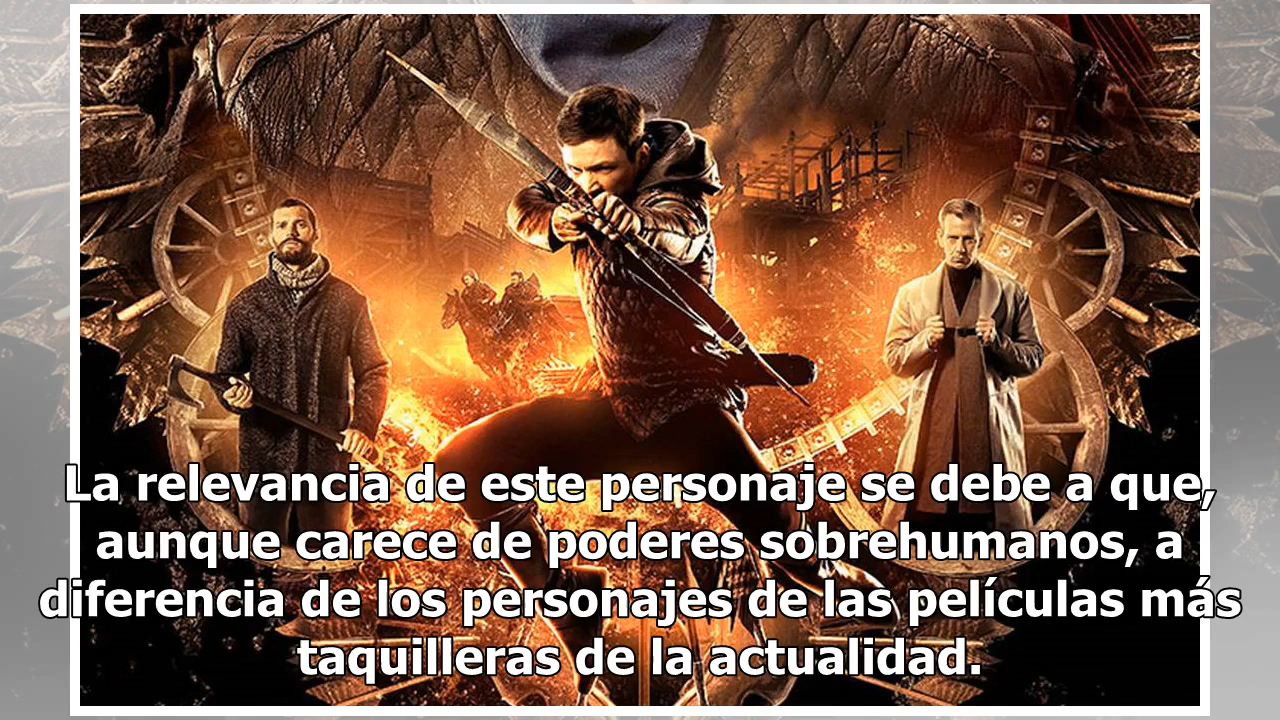 La relevancia de este personaje se debe a que,
aunque carece de poderes sobrehumanos, a
diferencia de los personajes de las películas más
taquilleras de la actualidad.